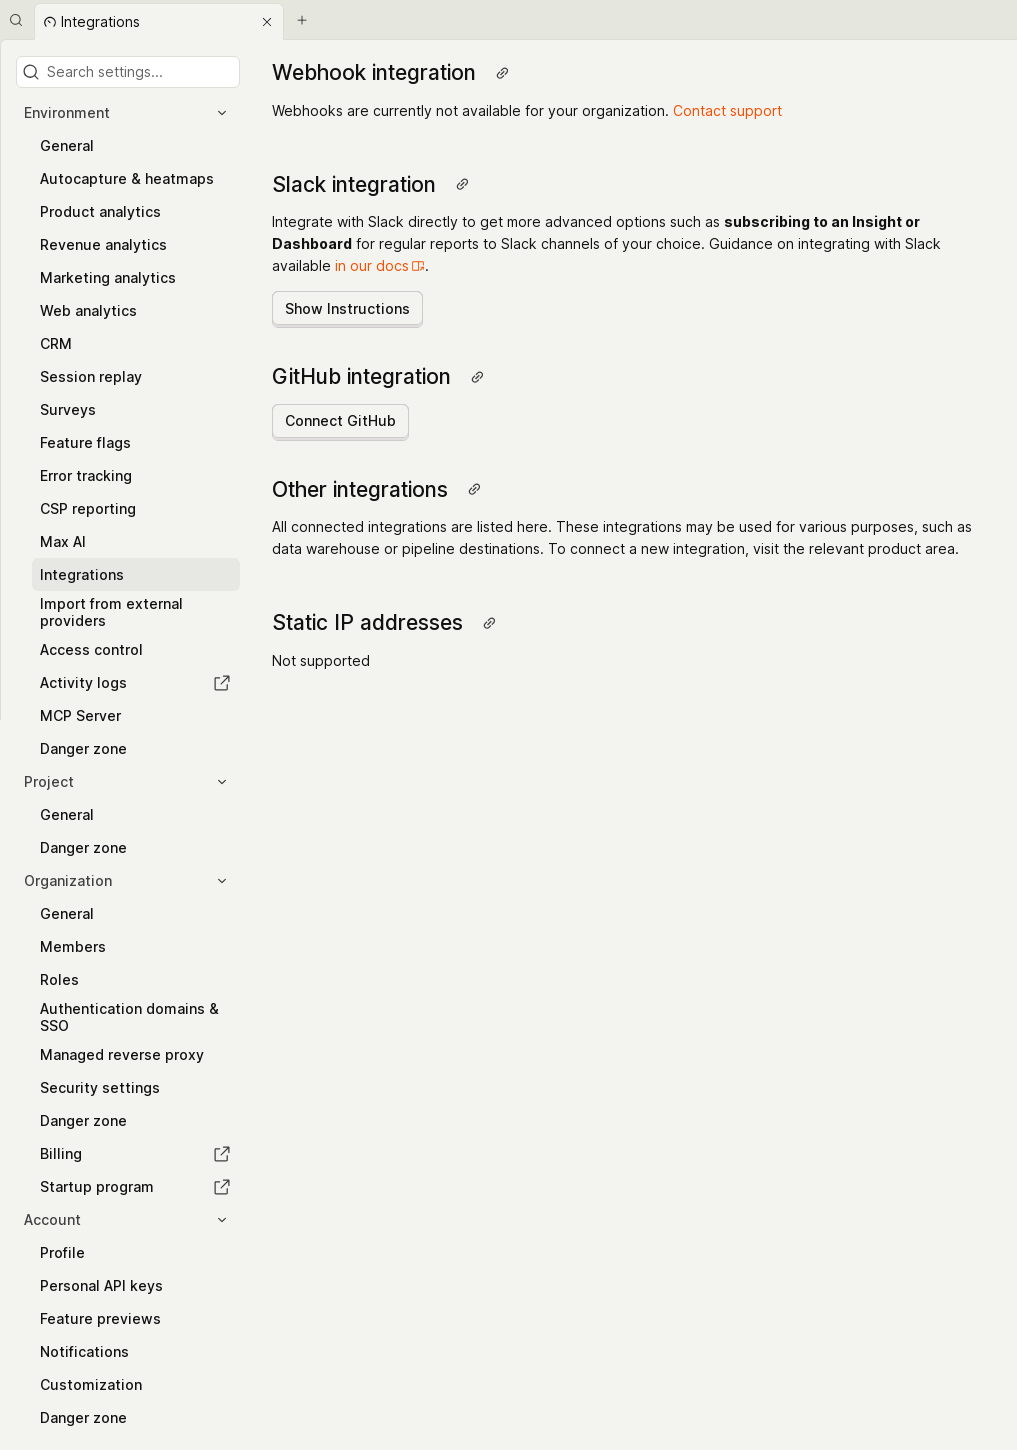 Integrations
Search settings...
Environment
General
Autocapture & heatmaps
Product analytics
Revenue analytics
Marketing analytics
Web analytics
CRM
Session replay
Surveys
Feature flags
Error tracking
CSP reporting
Max AI
Integrations
Import from external
providers
Access control
Activity logs
MCP Server
Danger zone
Project
General
Danger zone
Organization
General
Members
Roles
Authentication domains &
SSO
Managed reverse proxy
Security settings
Danger zone
Billing
Startup program
Account
Profile
Personal API keys
Feature previews
Notifications
Customization
Danger zone
Webhook integration
Webhooks are currently not available for your organization. Contact support
Slack integration
Integrate with Slack directly to get more advanced options such as subscribing to an Insight or
Dashboard for regular reports to Slack channels of your choice. Guidance on integrating with Slack
available in our docs.
Show Instructions
GitHub integration
Connect GitHub
Other integrations
All connected integrations are listed here. These integrations may be used for various purposes, such as
data warehouse or pipeline destinations. To connect a new integration, visit the relevant product area.
Static IP addresses
Not supported